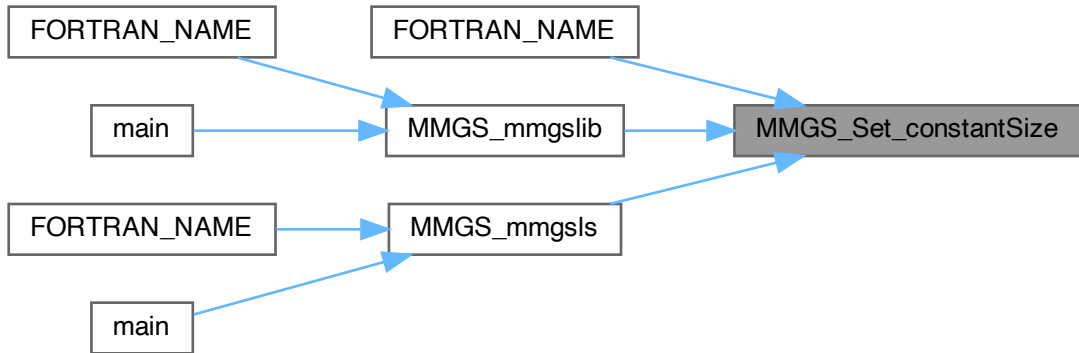 FORTRAN_NAME
FORTRAN_NAME
main
MMGS_mmgslib
MMGS_Set_constantSize
FORTRAN_NAME
MMGS_mmgsls
main